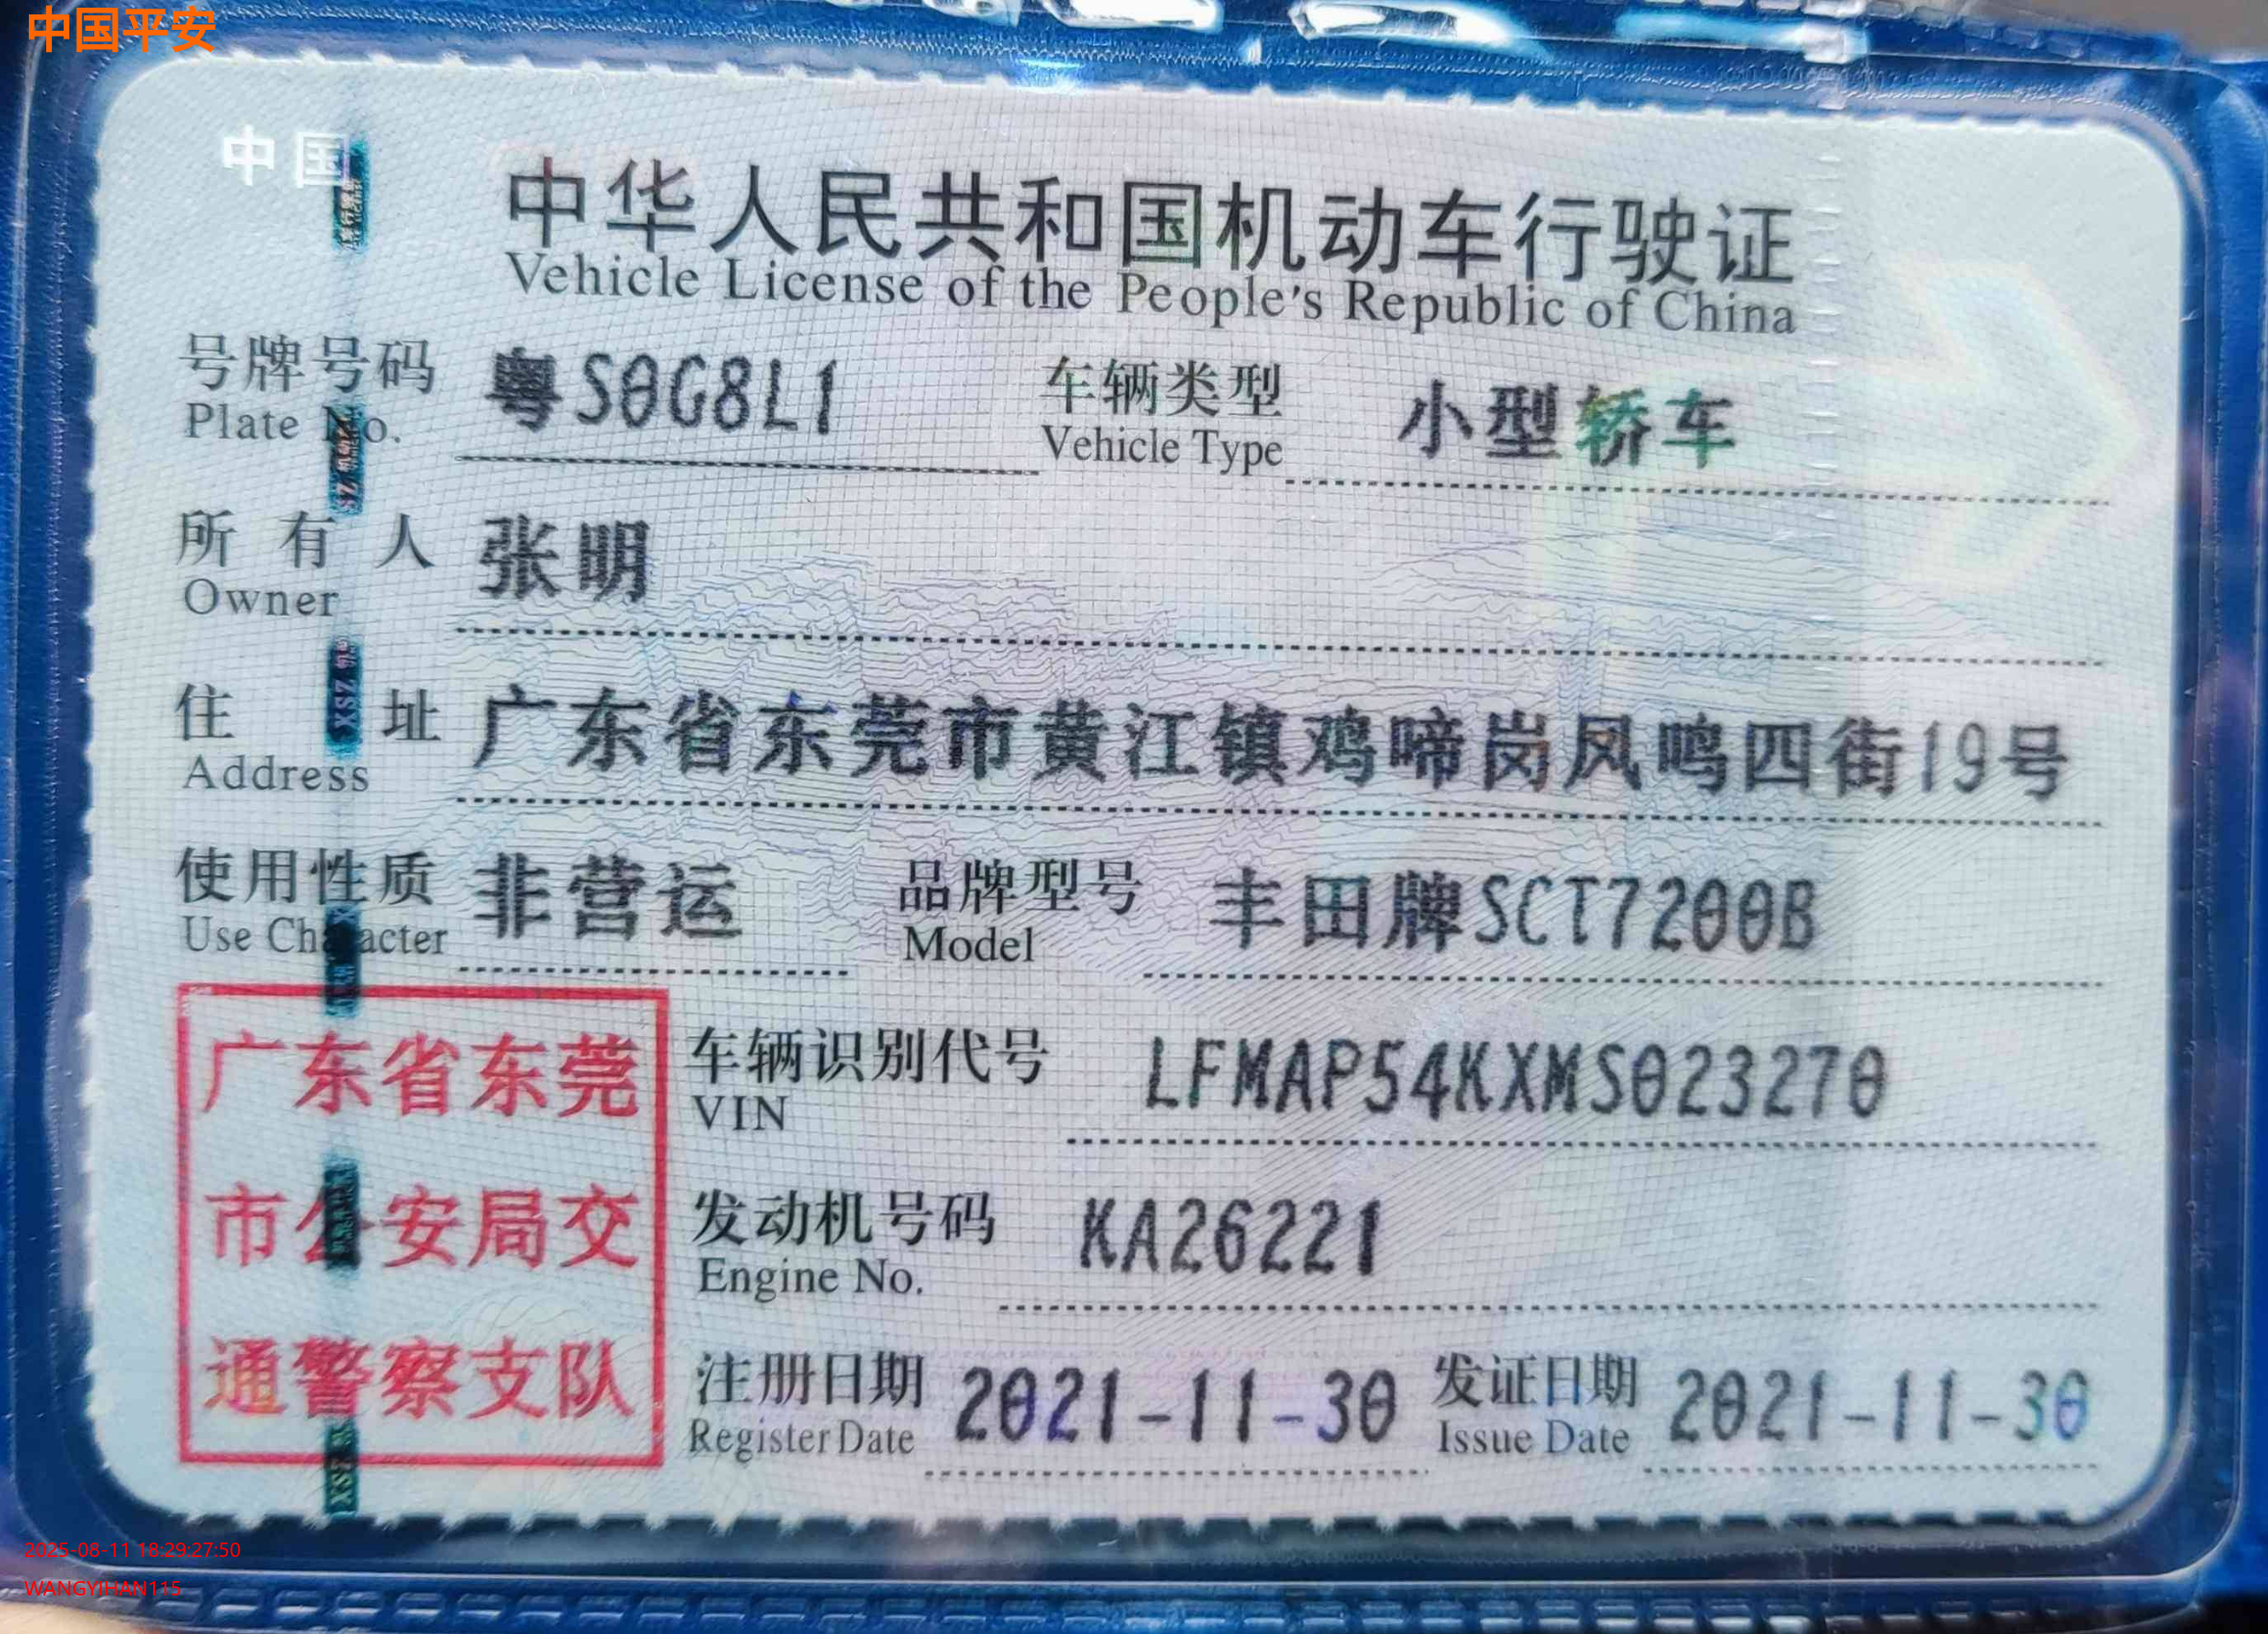 中国平安
中国
中华人民共和国机动车行驶证
Vehicle License of the People's Republic of China
号牌号码 粤S0G8L1 车辆类型 小型轿车
Plate No. Vehicle Type
所有人 张明
Owner
住址 广东省东莞市黄江镇鸡啼岗凤鸣四街19号
Address
使用性质 非营运 品牌型号 丰田牌SCT7200B
Use Character Model
广东省东莞
市公安局交
通警察支队
车辆识别代号 LFMAP54KXMS023270
VIN
发动机号码 KA26221
Engine No.
注册日期 2021-11-30 发证日期 2021-11-30
Register Date Issue Date
2025-08-11 18:29:27:50
WANGYIHAN115